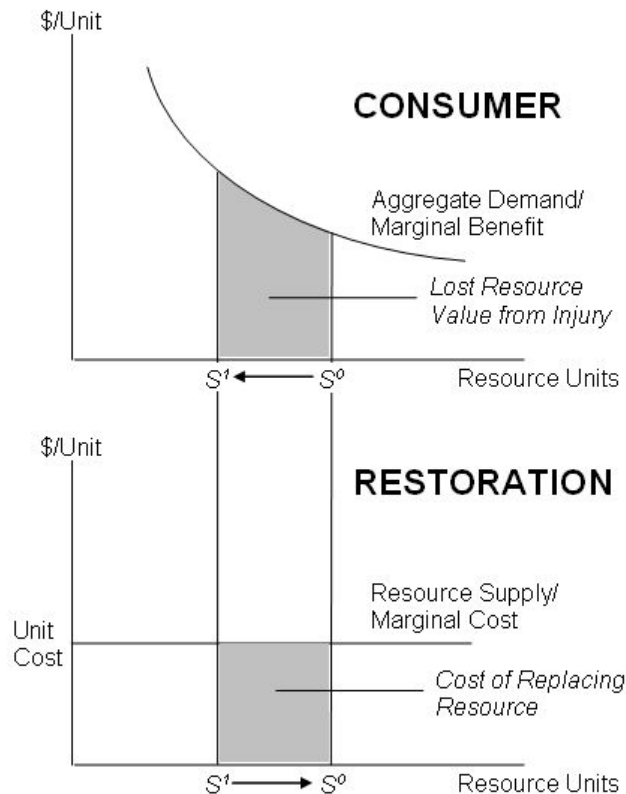 $/Unit
CONSUMER
Aggregate Demand/
Marginal Benefit
Lost Resource
Value from Injury
S¹ S⁰ Resource Units
$/Unit
RESTORATION
Resource Supply/
Marginal Cost
Unit
Cost
Cost of Replacing
Resource
S¹ S⁰ Resource Units